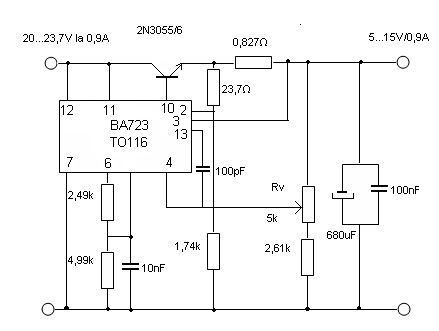 2N3055/6
20...23,7V la 0,9A
0,827Ω
5...15V/0,9A
23,7Ω
12
11
10
2
BA723
3
TO116
13
7
6
4
100pF
2,49k
Rv
5k
100nF
680uF
1,74k
2,61k
4,99k
10nF